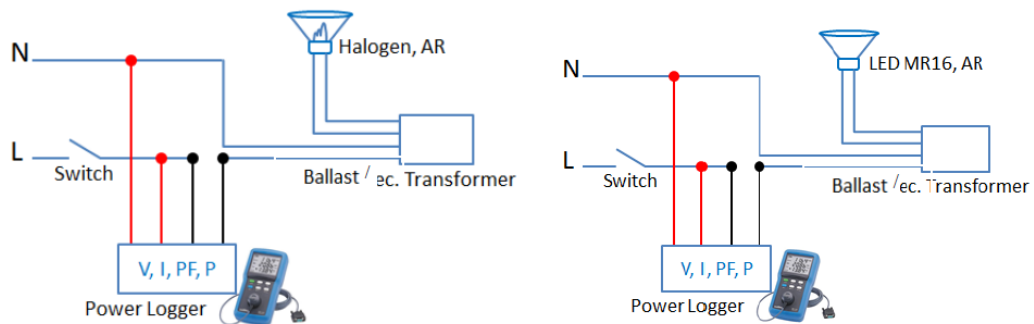 Halogen, AR
N
L
Switch
Ballast / ec. Transformer
V, I, PF, P
Power Logger
LED MR16, AR
N
L
Switch
Ballast /ec. Transformer
V, I, PF, P
Power Logger